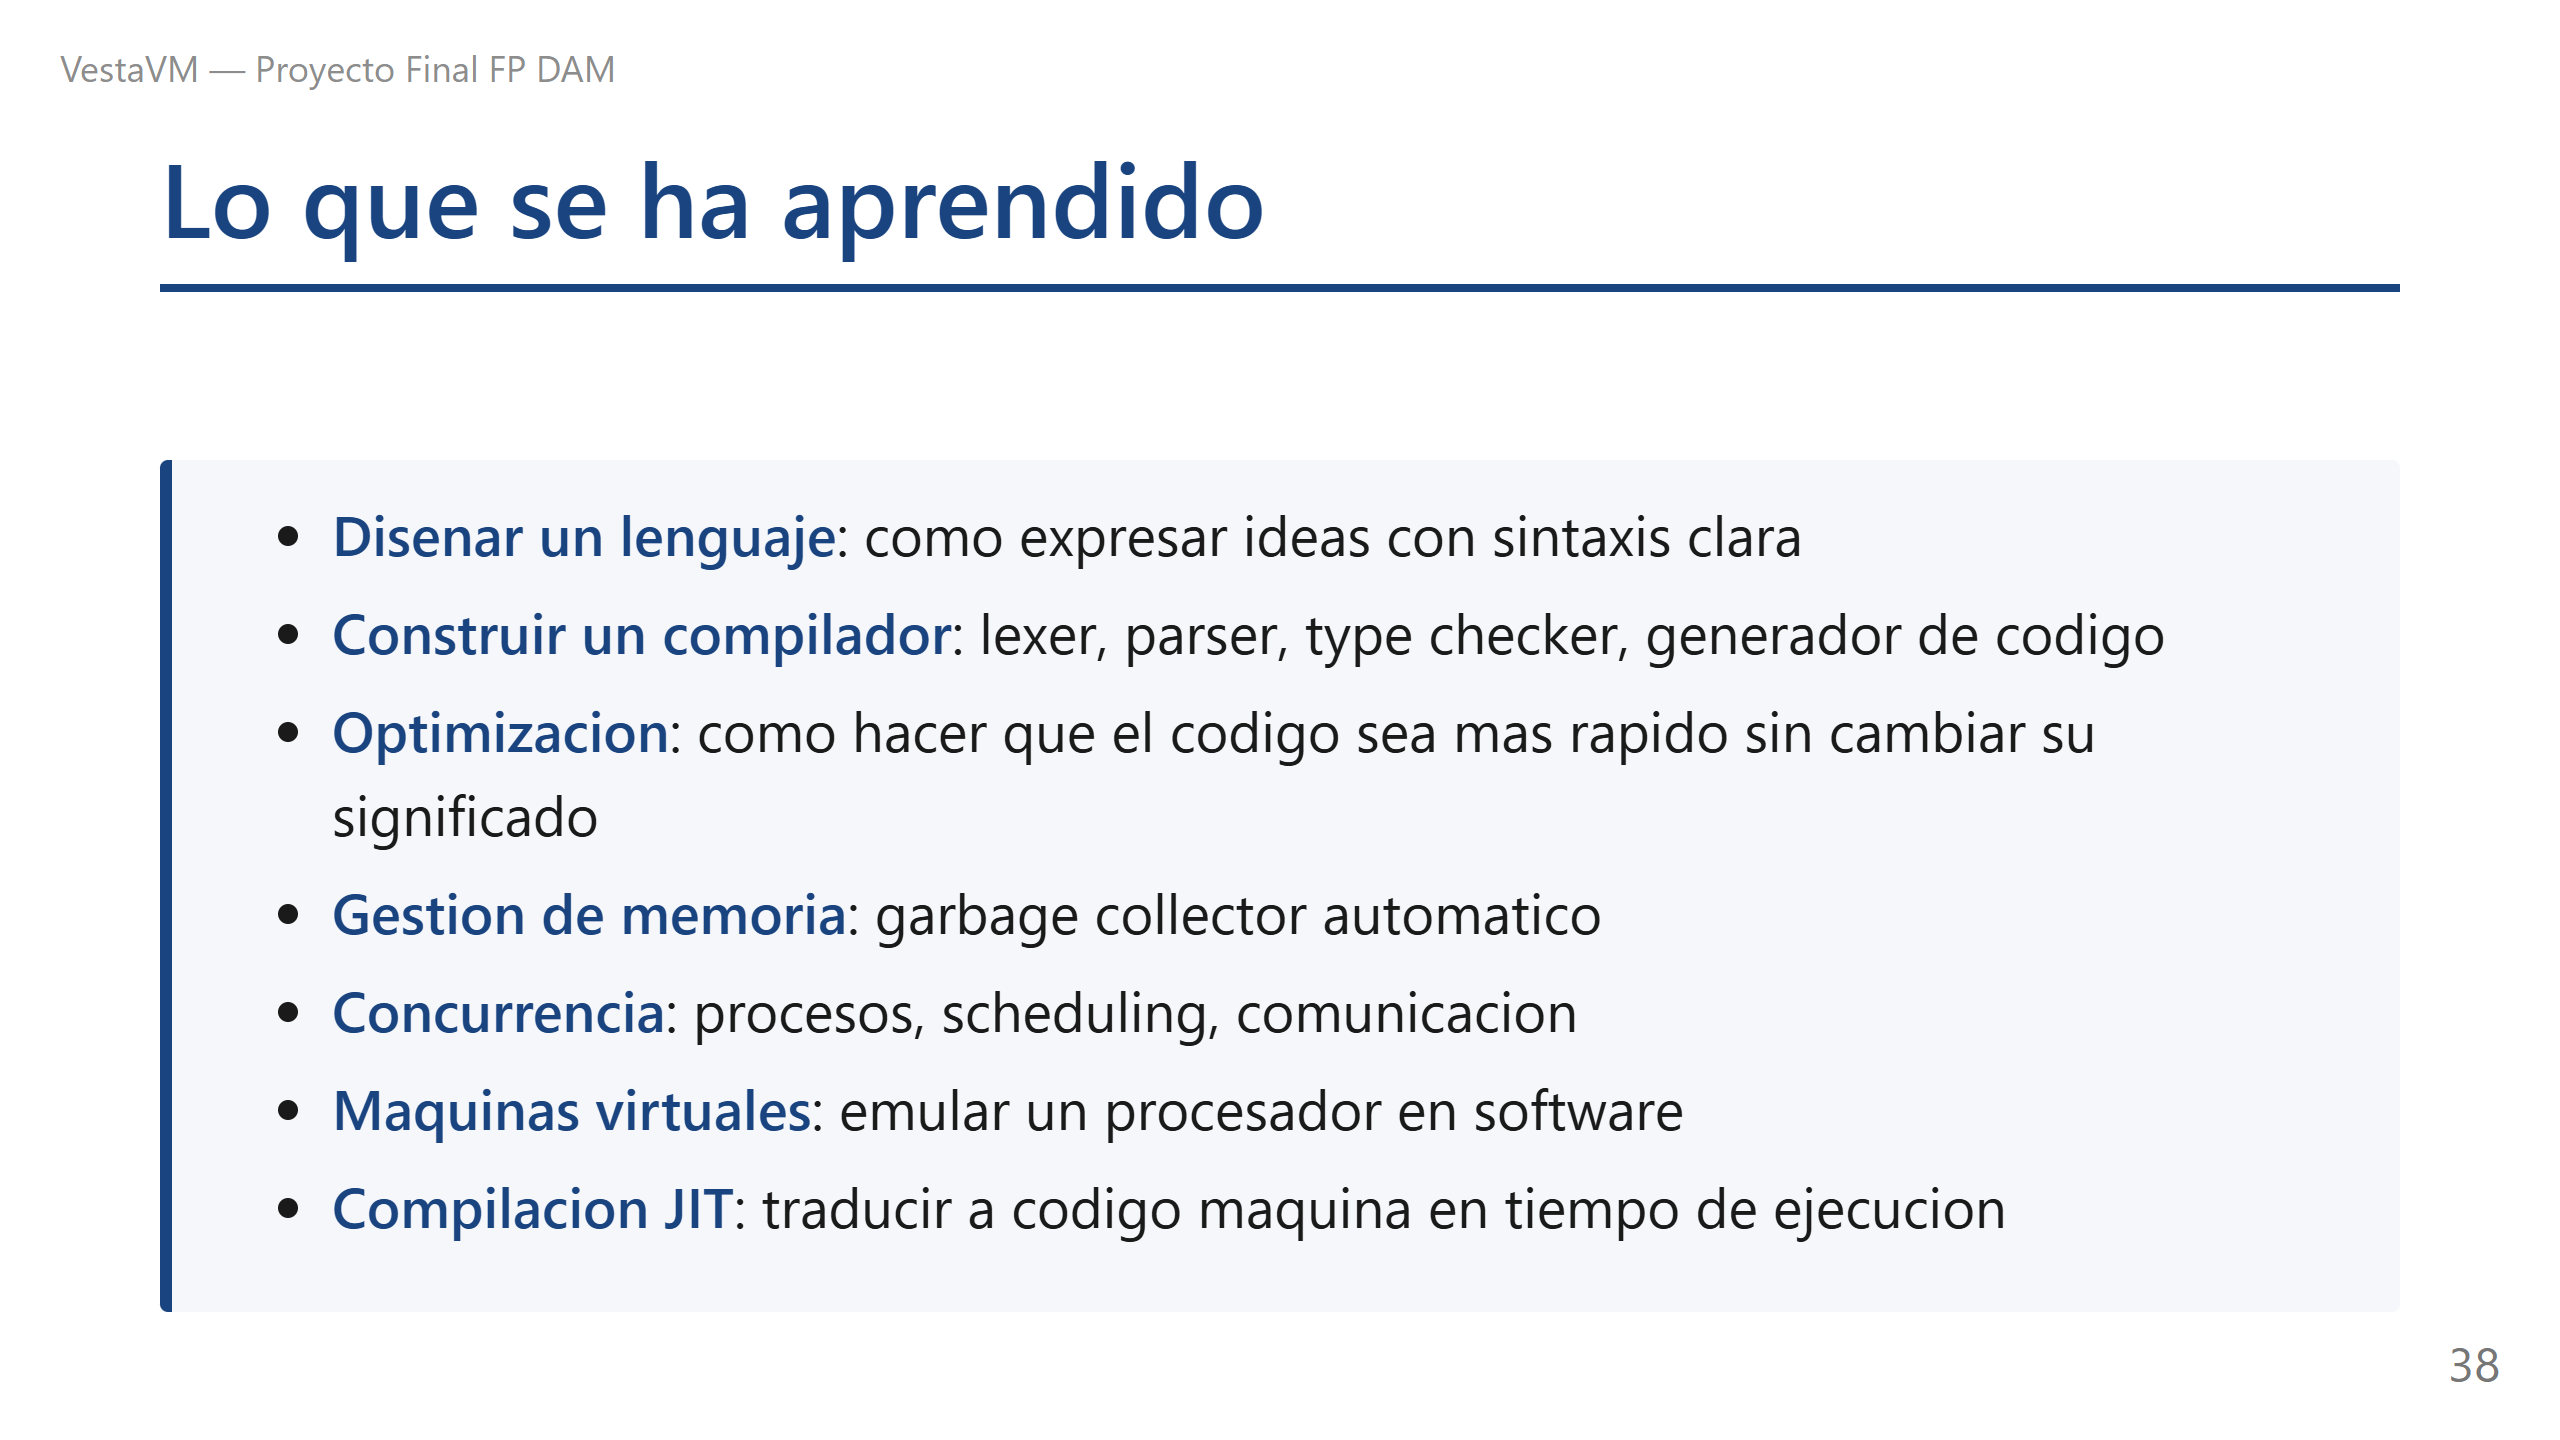 VestaVM — Proyecto Final FP DAM
Lo que se ha aprendido
• Disenar un lenguaje: como expresar ideas con sintaxis clara
• Construir un compilador: lexer, parser, type checker, generador de codigo
• Optimizacion: como hacer que el codigo sea mas rapido sin cambiar su
significado
• Gestion de memoria: garbage collector automatico
• Concurrencia: procesos, scheduling, comunicacion
• Maquinas virtuales: emular un procesador en software
• Compilacion JIT: traducir a codigo maquina en tiempo de ejecucion
38